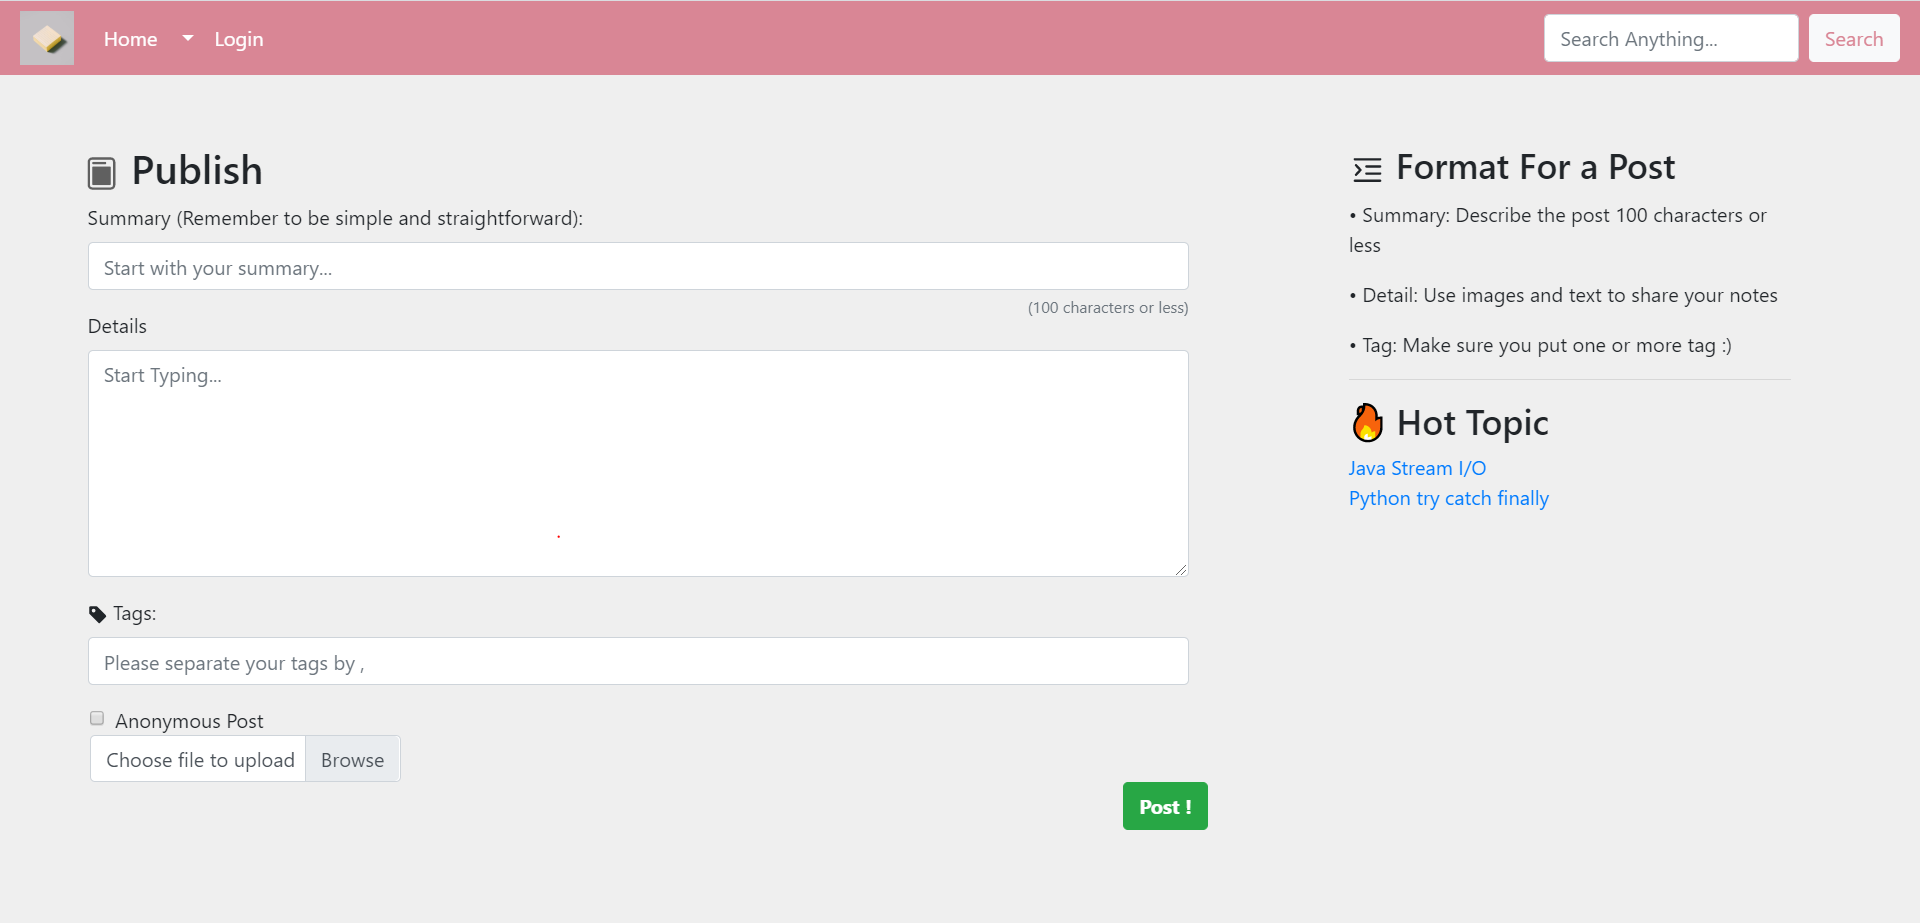 Home Login Search Anything... Search
Publish
Summary (Remember to be simple and straightforward):
Start with your summary...
(100 characters or less)
Details
Start Typing...
Tags:
Please separate your tags by ,
Anonymous Post
Choose file to upload Browse
Post !
Format For a Post
• Summary: Describe the post 100 characters or
less
• Detail: Use images and text to share your notes
• Tag: Make sure you put one or more tag :)
Hot Topic
Java Stream I/O
Python try catch finally